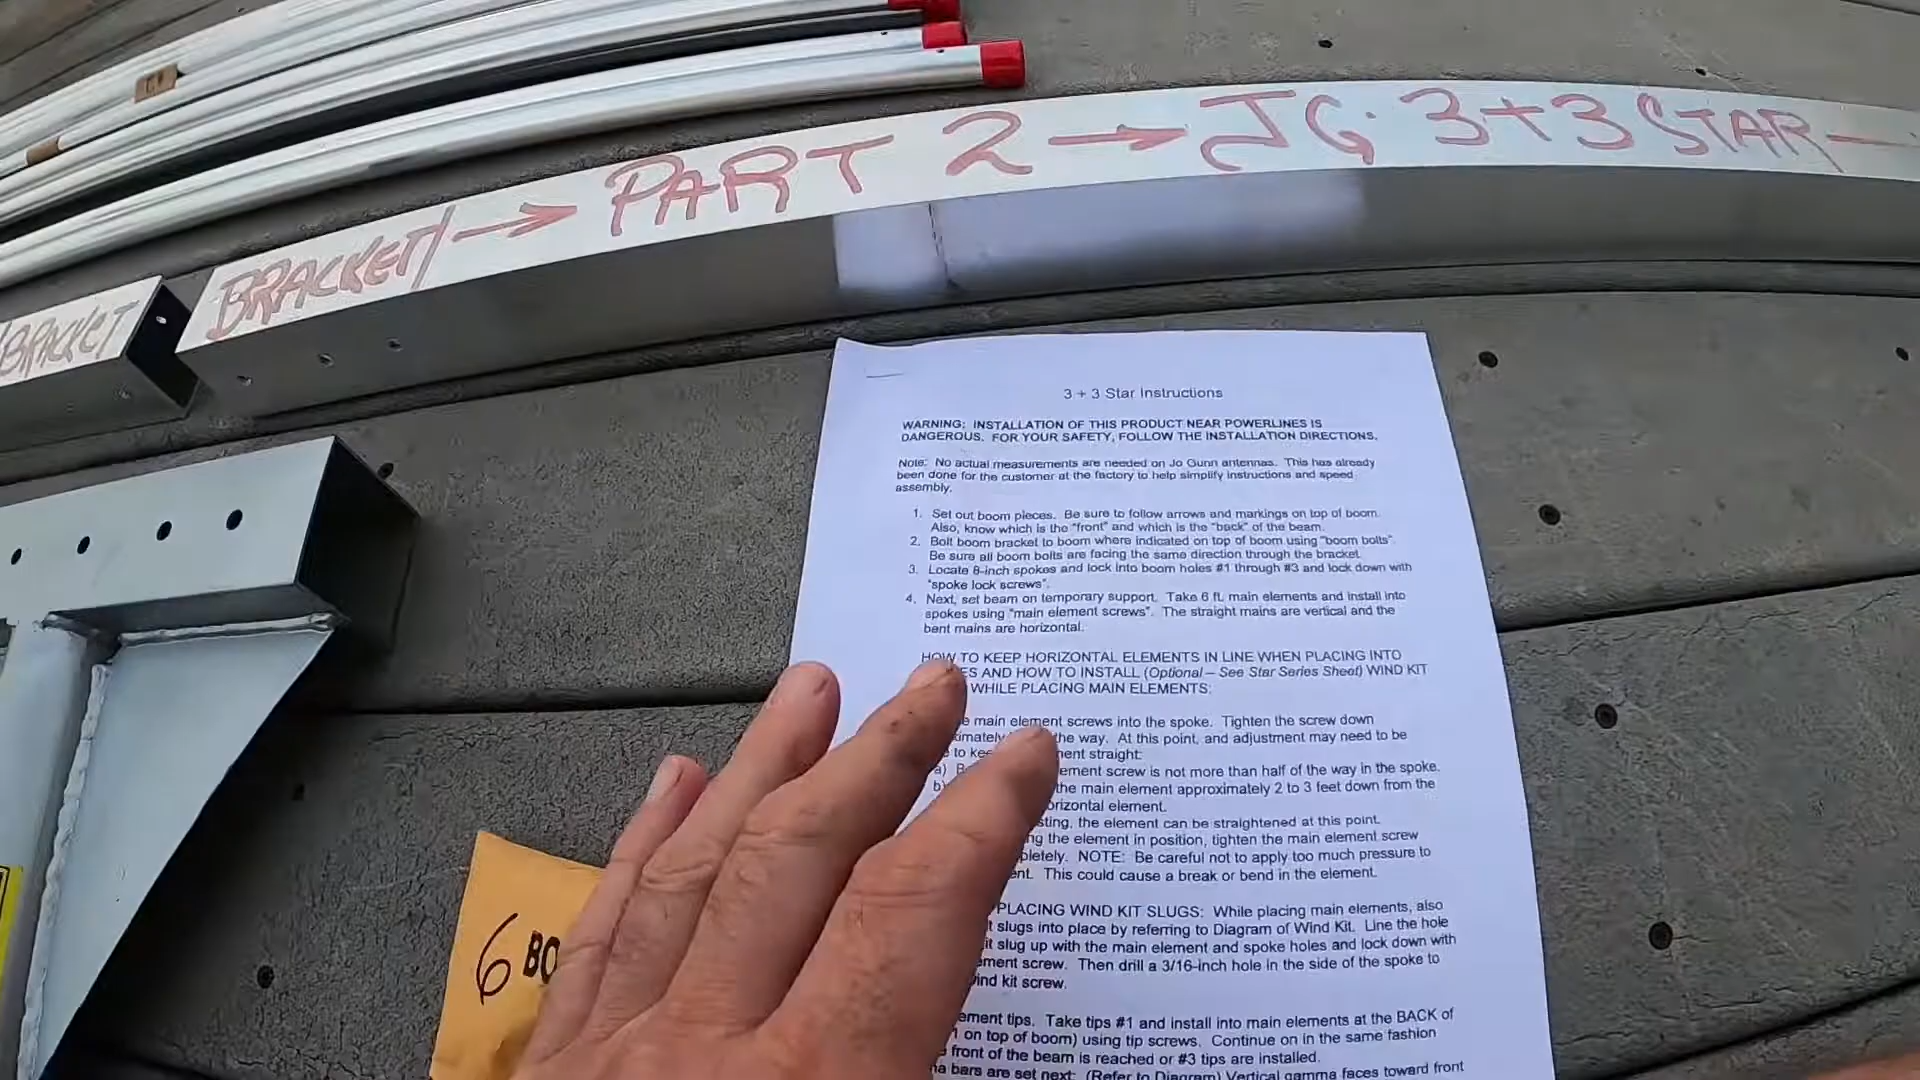 BRACKET → PART 2 → JG. 3+3 STAR →
BRACKET
3 + 3 Star Instructions
WARNING: INSTALLATION OF THIS PRODUCT NEAR POWERLINES IS
DANGEROUS. FOR YOUR SAFETY, FOLLOW THE INSTALLATION DIRECTIONS.
Note: No actual measurements are needed on Jo Gunn antennas. This has already
been done for the customer at the factory to help simplify instructions and speed
assembly.
1. Set out boom pieces. Be sure to follow arrows and markings on top of boom.
Also, know which is the "front" and which is the "back" of the beam.
2. Bolt boom bracket to boom where indicated on top of boom using "boom bolts".
Be sure all boom bolts are facing the same direction through the bracket.
3. Locate 8-inch spokes and lock into boom holes #1 through #3 and lock down with
"spoke lock screws".
4. Next, set beam on temporary support. Take 6 ft. main elements and install into
spokes using "main element screws". The straight mains are vertical and the
bent mains are horizontal.
HOW TO KEEP HORIZONTAL ELEMENTS IN LINE WHEN PLACING INTO
ES AND HOW TO INSTALL (Optional – See Star Series Sheet) WIND KIT
WHILE PLACING MAIN ELEMENTS:
main element screws into the spoke. Tighten the screw down
the way. At this point, and adjustment may need to be
to kee ent straight:
a) ement screw is not more than half of the way in the spoke.
b) the main element approximately 2 to 3 feet down from the
orizontal element.
sting, the element can be straightened at this point.
ng the element in position, tighten the main element screw
pletely. NOTE: Be careful not to apply too much pressure to
ent. This could cause a break or bend in the element.
PLACING WIND KIT SLUGS: While placing main elements, also
t slugs into place by referring to Diagram of Wind Kit. Line the hole
it slug up with the main element and spoke holes and lock down with
ement screw. Then drill a 3/16-inch hole in the side of the spoke to
ind kit screw.
ement tips. Take tips #1 and install into main elements at the BACK of
1 on top of boom) using tip screws. Continue on in the same fashion
front of the beam is reached or #3 tips are installed.
bars are set next: (Refer to Diagram) Vertical gamma faces toward front
6 BO